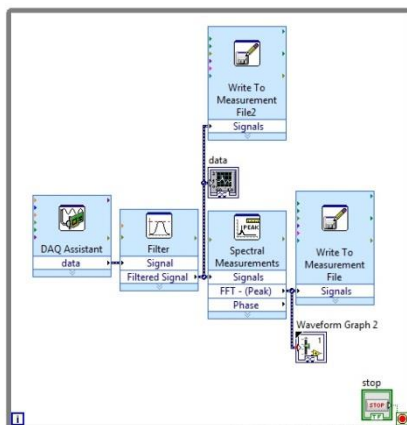 Write To
Measurement
File2
Signals
data
DAQ Assistant
data
Filter
Signal
Filtered Signal
PEAK
Spectral
Measurements
Signals
FFT - (Peak)
Phase
Write To
Measurement
File
Signals
Waveform Graph 2
1
stop
STOP
TF
i